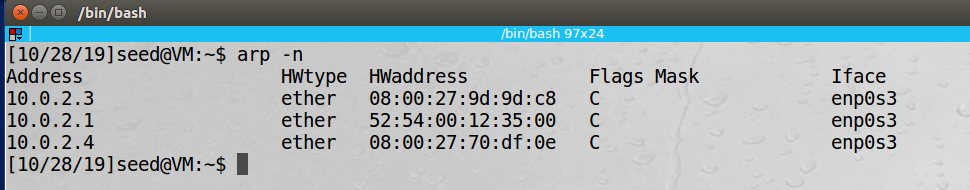 /bin/bash
/bin/bash 97x24
[10/28/19]seed@VM:~$ arp -n
Address                  HWtype  HWaddress           Flags Mask            Iface
10.0.2.3                 ether   08:00:27:9d:9d:c8   C                     enp0s3
10.0.2.1                 ether   52:54:00:12:35:00   C                     enp0s3
10.0.2.4                 ether   08:00:27:70:df:0e   C                     enp0s3
[10/28/19]seed@VM:~$